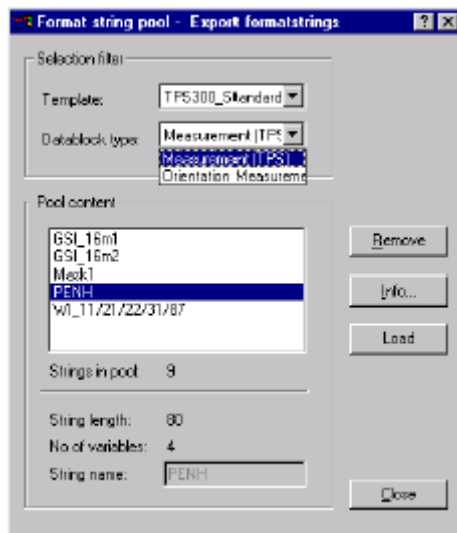 Format string pool - Export formatstrings
Selection filter
Template: TPS300_Standard
Datablock type: Measurement (TPS
Measurement (TPS)
Orientation Measureme
Pool content
GSI_16m1
GSI_16m2
Mask1
PENH
WI_11/21/22/31/87
Remove
Info...
Load
Strings in pool: 9
String length: 80
No of variables: 4
String name: PENH
Close